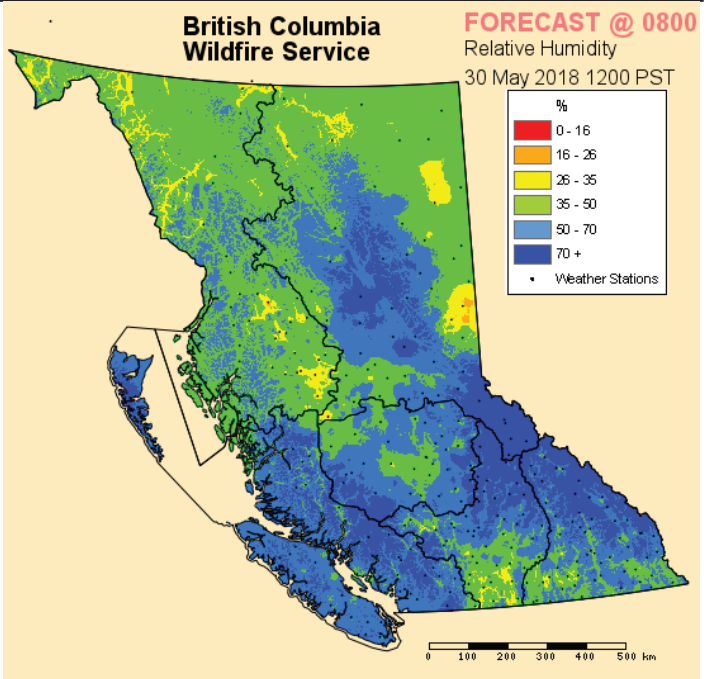 British Columbia
Wildfire Service
FORECAST @ 0800
Relative Humidity
30 May 2018 1200 PST
%
0 - 16
16 - 26
26 - 35
35 - 50
50 - 70
70 +
Weather Stations
0 100 200 300 400 500 km